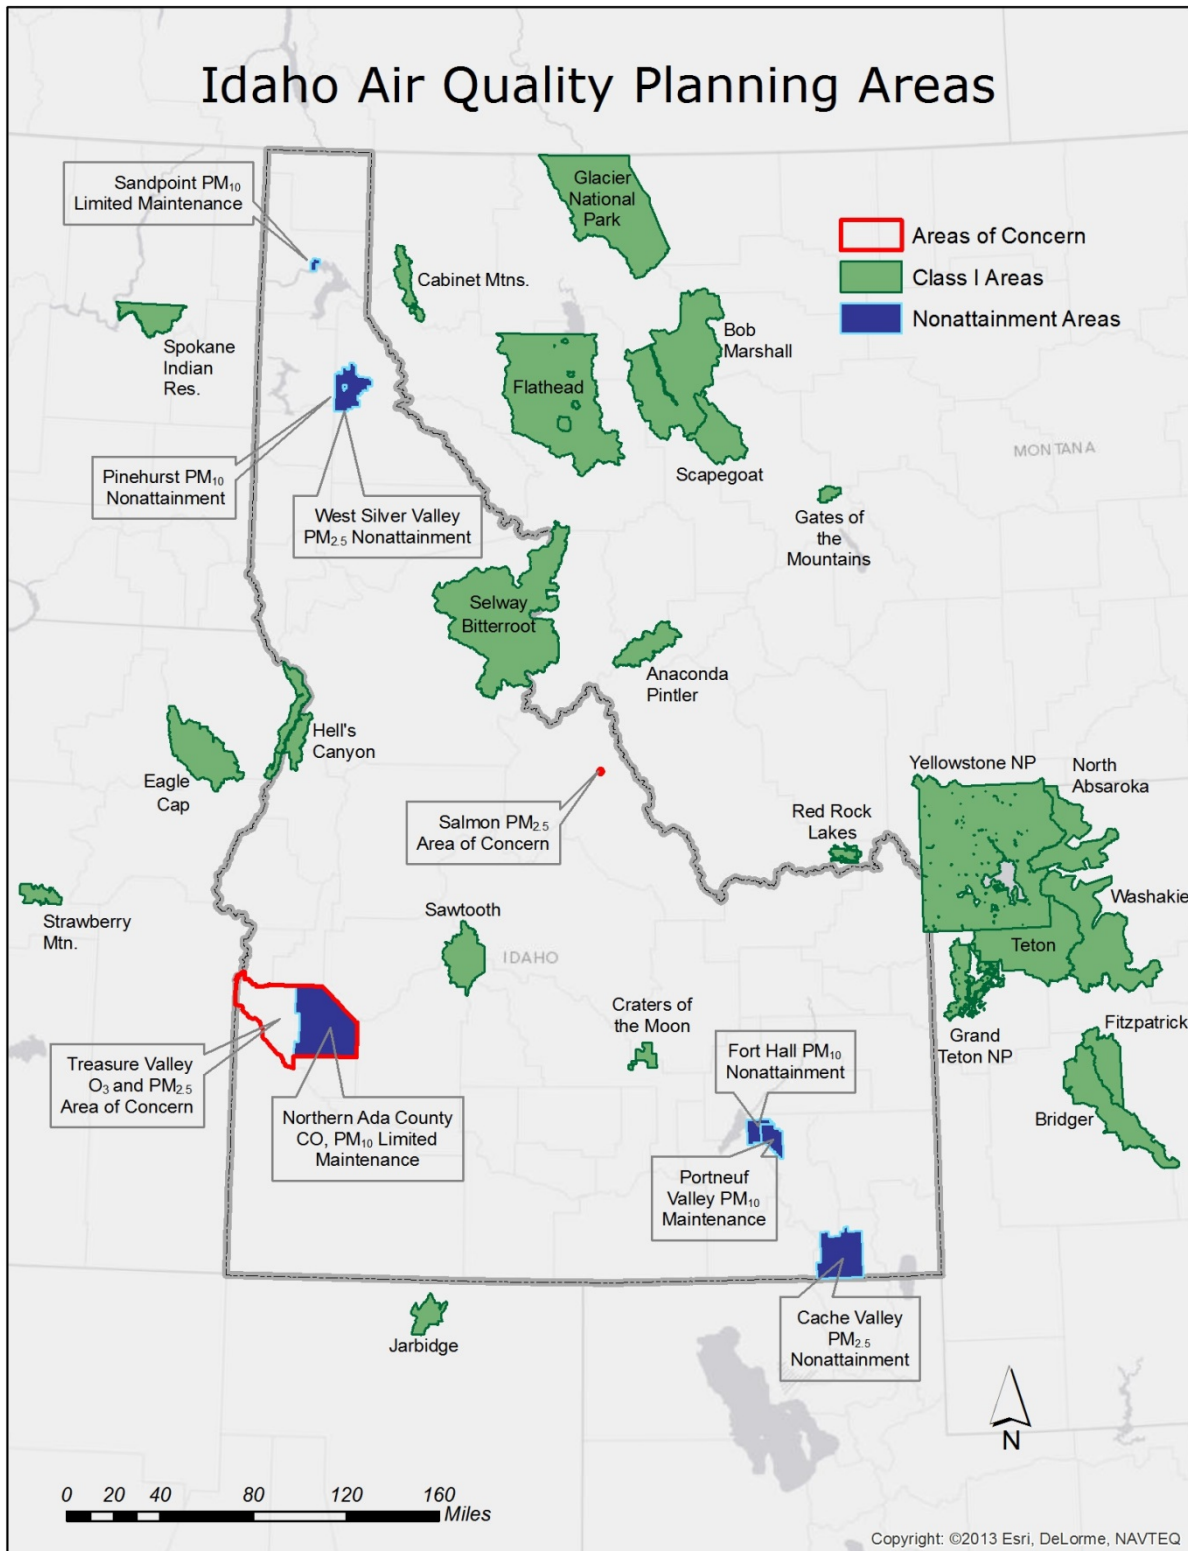 Idaho Air Quality Planning Areas
Sandpoint PM₁₀
Limited Maintenance
Glacier
National
Park
Areas of Concern
Class I Areas
Nonattainment Areas
Cabinet Mtns.
Spokane
Indian
Res.
Bob
Marshall
Flathead
Scapegoat
MONTANA
Pinehurst PM₁₀
Nonattainment
West Silver Valley
PM₂.₅ Nonattainment
Gates of
the
Mountains
Selway
Bitterroot
Anaconda
Pintler
Hell's
Canyon
Eagle
Cap
Yellowstone NP
North
Absaroka
Salmon PM₂.₅
Area of Concern
Red Rock
Lakes
Strawberry
Mtn.
Sawtooth
IDAHO
Washakie
Teton
Craters of
the Moon
Grand
Teton NP
Fitzpatrick
Bridger
Treasure Valley
O₃ and PM₂.₅
Area of Concern
Northern Ada County
CO, PM₁₀ Limited
Maintenance
Fort Hall PM₁₀
Nonattainment
Portneuf
Valley PM₁₀
Maintenance
Jarbidge
Cache Valley
PM₂.₅
Nonattainment
N
0 20 40 80 120 160
Miles
Copyright: ©2013 Esri, DeLorme, NAVTEQ